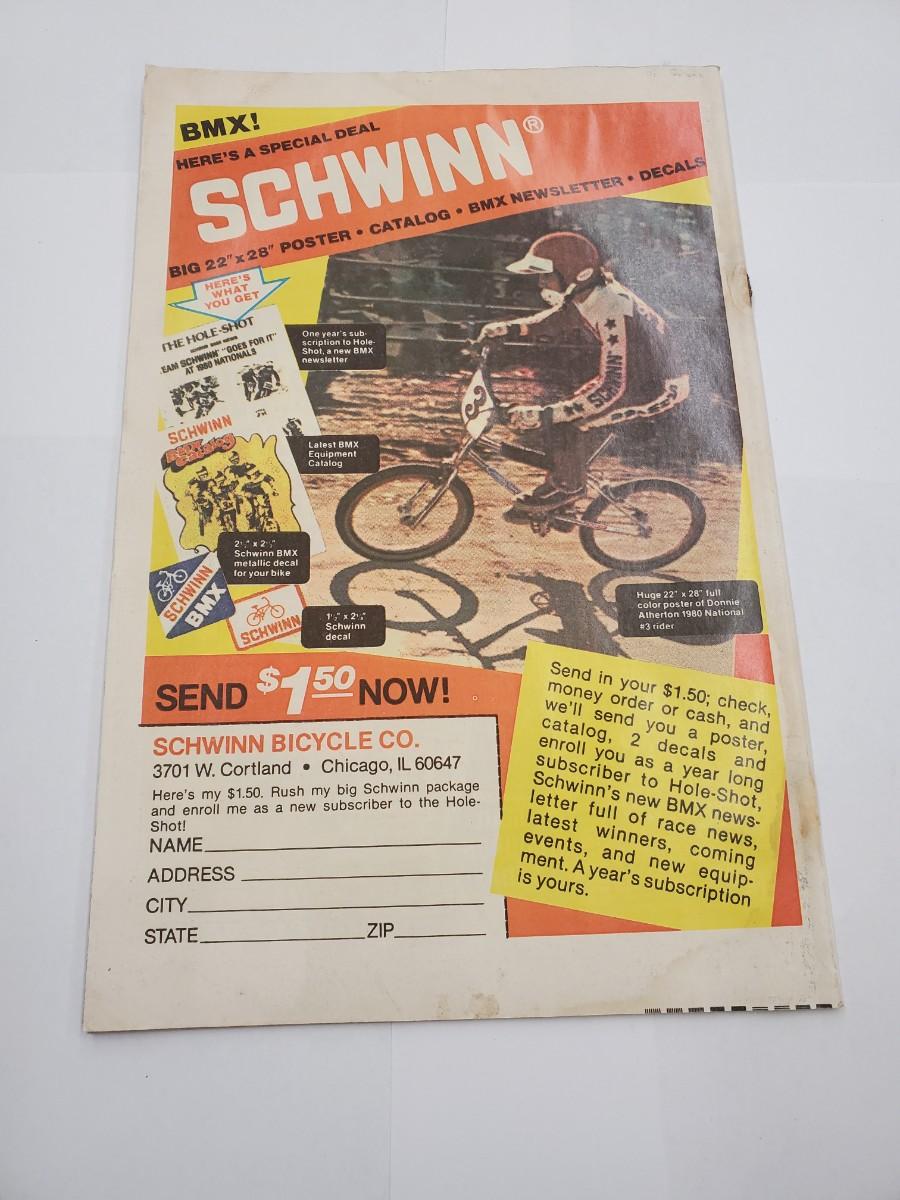 BMX!
HERE'S A SPECIAL DEAL
SCHWINN®
BIG 22" x 28" POSTER • CATALOG • BMX NEWSLETTER • DECALS
HERE'S
WHAT
YOU GET
THE HOLE-SHOT
EAM SCHWINN" "GOES FOR IT"
AT 1980 NATIONALS
One year's sub-
scription to Hole-
Shot, a new BMX
newsletter
SCHWINN
BMX Catalog
Latest BMX
Equipment
Catalog
2½" x 2½"
Schwinn BMX
metallic decal
for your bike
SCHWINN
BMX
SCHWINN
1½" x 2½"
Schwinn
decal
SCHWINN
Huge 22" x 28" full
color poster of Donnie
Atherton 1980 National
#3 rider
SEND $1.50 NOW!
SCHWINN BICYCLE CO.
3701 W. Cortland • Chicago, IL 60647
Here's my $1.50. Rush my big Schwinn package
and enroll me as a new subscriber to the Hole-
Shot!
NAME
ADDRESS
CITY
STATE ZIP
Send in your $1.50; check,
money order or cash, and
we'll send you a poster,
catalog, 2 decals and
enroll you as a year long
subscriber to Hole-Shot,
Schwinn's new BMX news-
letter full of race news,
latest winners, coming
events, and new equip-
ment. A year's subscription
is yours.